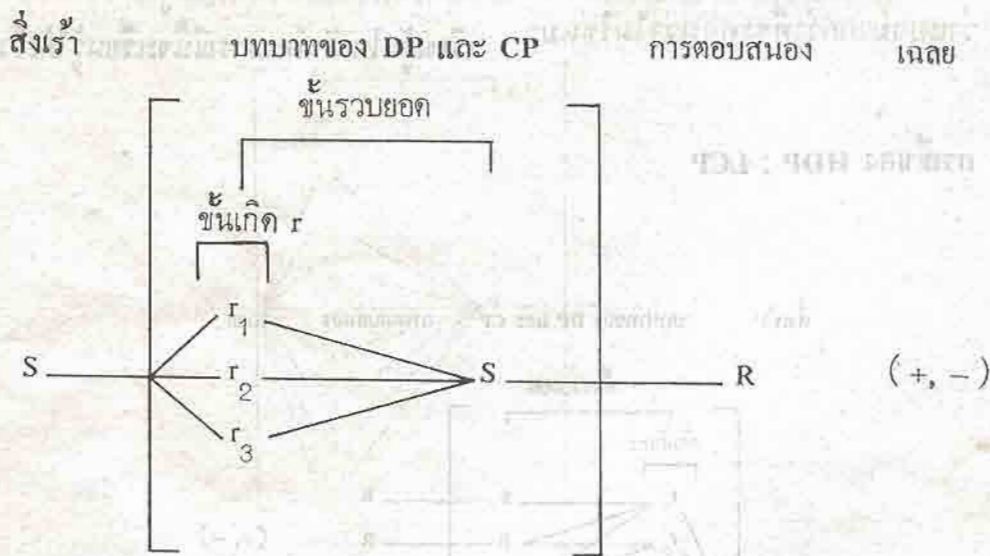 สิ่งเร้า บทบาทของ DP และ CP การตอบสนอง เฉลย
ขั้นรวบยอด
ขั้นเกิด r
r1
S r2 S R (+, −)
r3